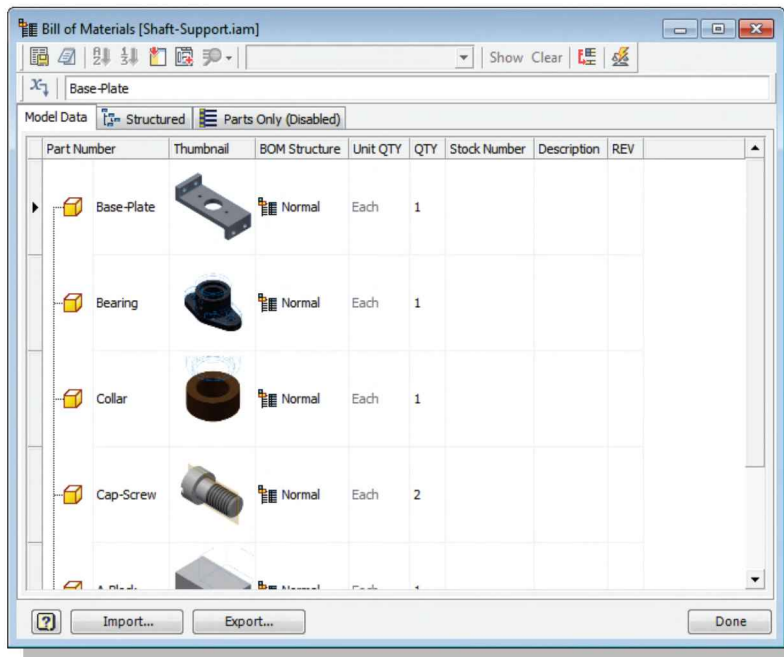 Bill of Materials [Shaft-Support.iam]
Show Clear
Base-Plate
Model Data Structured Parts Only (Disabled)
Part Number Thumbnail BOM Structure Unit QTY QTY Stock Number Description REV
Base-Plate Normal Each 1
Bearing Normal Each 1
Collar Normal Each 1
Cap-Screw Normal Each 2
Import... Export... Done